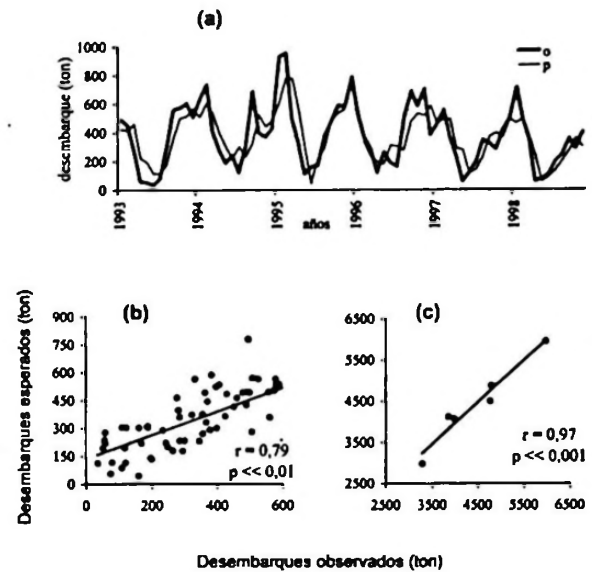 (a)
desembarque (ton)
1000
800
600
400
200
0
o
p
1993
1994
1995
1996
1997
1998
años
Desembarques esperados (ton)
(b)
900
750
600
450
300
150
0
r = 0,79
p << 0,01
0
200
400
600
(c)
6500
5500
4500
3500
2500
r = 0,97
p << 0,001
2500
3500
4500
5500
6500
Desembarques observados (ton)